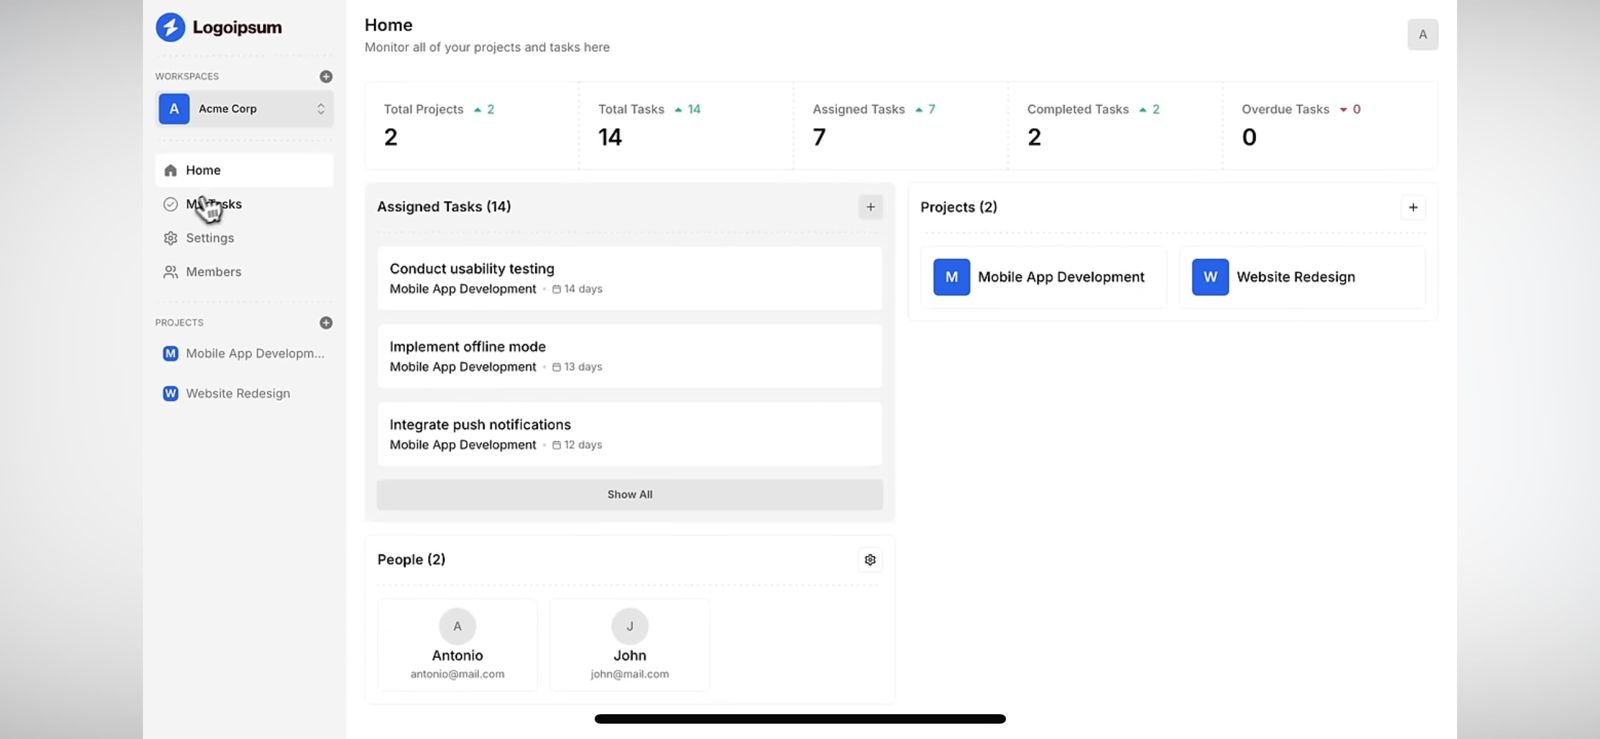 Logoipsum
WORKSPACES
A
Acme Corp
Home
My Tasks
Settings
Members
PROJECTS
M
Mobile App Developm...
W
Website Redesign
Home
Monitor all of your projects and tasks here
A
Total Projects 2
2
Total Tasks 14
14
Assigned Tasks 7
7
Completed Tasks 2
2
Overdue Tasks 0
0
Assigned Tasks (14)
+
Conduct usability testing
Mobile App Development • 14 days
Implement offline mode
Mobile App Development • 13 days
Integrate push notifications
Mobile App Development • 12 days
Show All
Projects (2)
+
M
Mobile App Development
W
Website Redesign
People (2)
A
Antonio
antonio@mail.com
J
John
john@mail.com